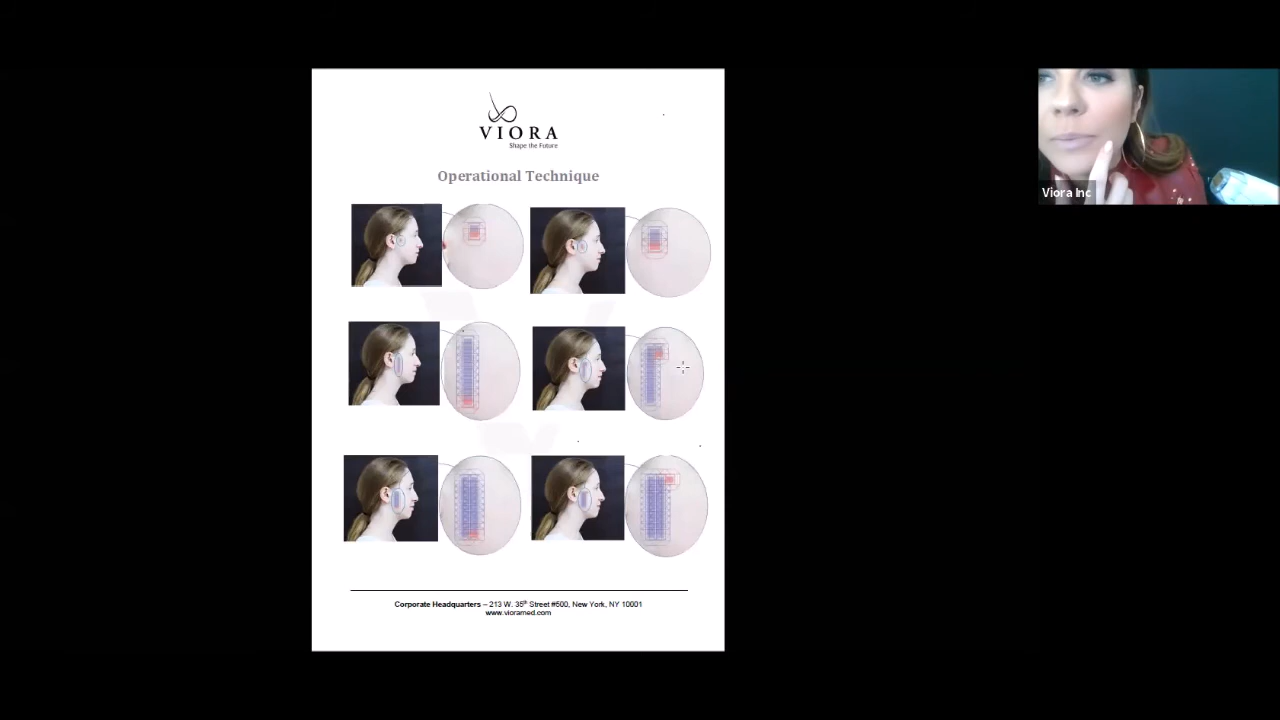 VIORA
Shape the Future
Operational Technique
Corporate Headquarters – 213 W. 35th Street #500, New York, NY 10001
www.vioramed.com
Viora Inc